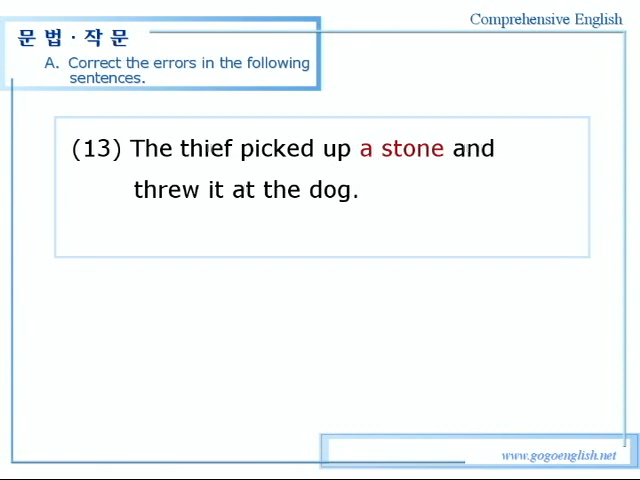 Comprehensive English
문 법 · 작 문
A. Correct the errors in the following
sentences.
(13) The thief picked up a stone and
threw it at the dog.
www.gogoenglish.net